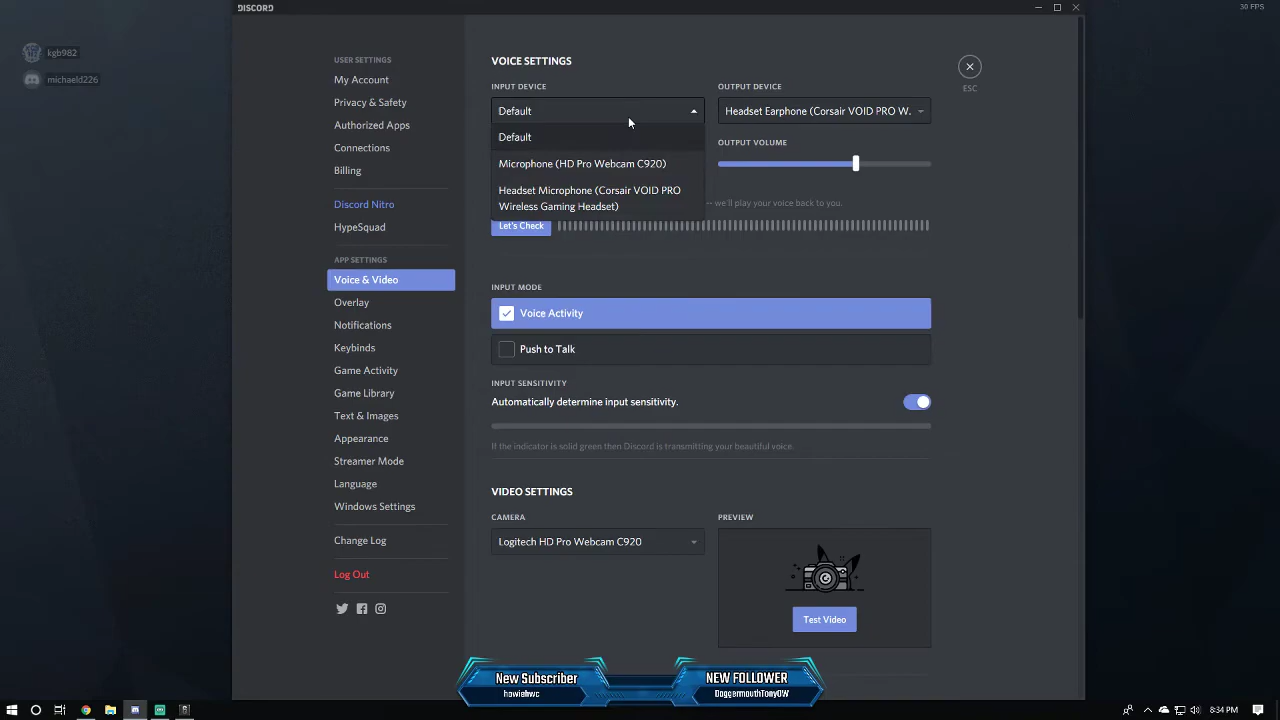 DISCORD
30 FPS
kgb982
michaeld226
USER SETTINGS
My Account
Privacy & Safety
Authorized Apps
Connections
Billing
Discord Nitro
HypeSquad
APP SETTINGS
Voice & Video
Overlay
Notifications
Keybinds
Game Activity
Game Library
Text & Images
Appearance
Streamer Mode
Language
Windows Settings
Change Log
Log Out
VOICE SETTINGS
INPUT DEVICE
Default
Default
Microphone (HD Pro Webcam C920)
Headset Microphone (Corsair VOID PRO
Wireless Gaming Headset)
OUTPUT DEVICE
Headset Earphone (Corsair VOID PRO W.
OUTPUT VOLUME
— we'll play your voice back to you.
Let's Check
INPUT MODE
Voice Activity
Push to Talk
INPUT SENSITIVITY
Automatically determine input sensitivity.
If the indicator is solid green then Discord is transmitting your beautiful voice.
VIDEO SETTINGS
CAMERA
Logitech HD Pro Webcam C920
PREVIEW
Test Video
ESC
New Subscriber
howiehwc
NEW FOLLOWER
DoggermouthTonyOW
8:34 PM